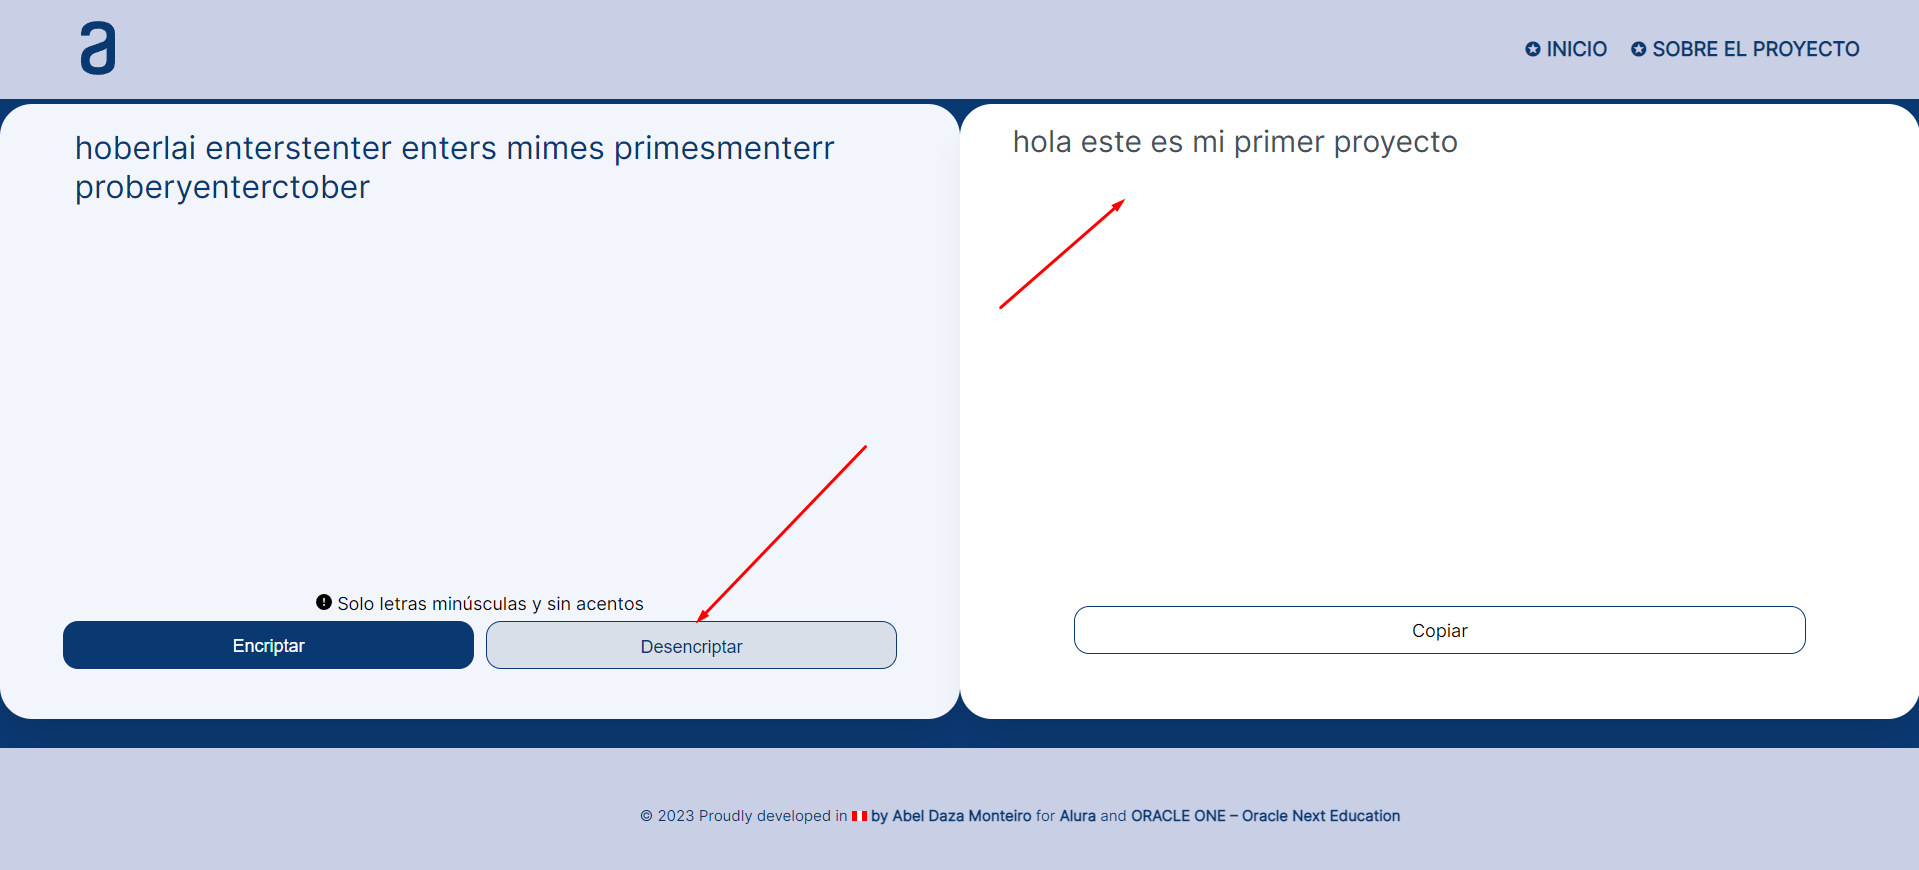 a
INICIO SOBRE EL PROYECTO
hoberlai enterstenter enters mimes primesmenterr
proberyenterctober
hola este es mi primer proyecto
Solo letras minúsculas y sin acentos
Encriptar Desencriptar
Copiar
© 2023 Proudly developed in by Abel Daza Monteiro for Alura and ORACLE ONE – Oracle Next Education